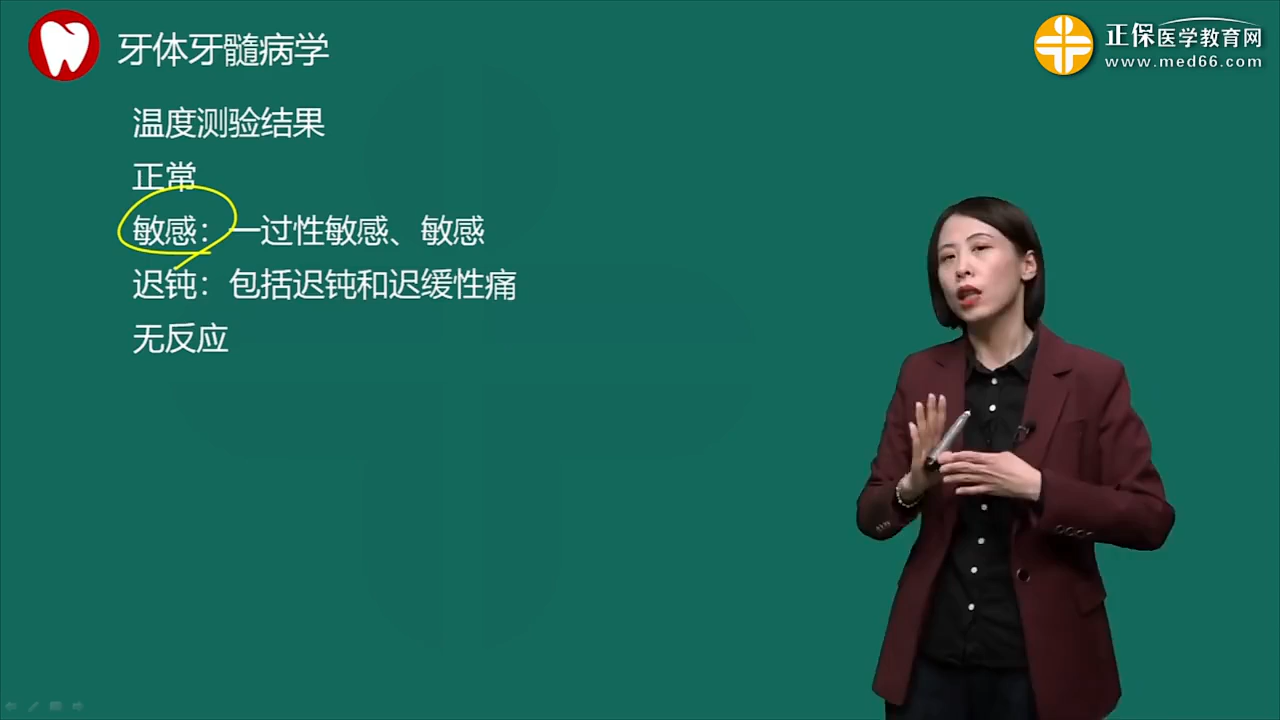 牙体牙髓病学
正保医学教育网
www.med66.com
温度测验结果
正常
敏感：一过性敏感、敏感
迟钝：包括迟钝和迟缓性痛
无反应